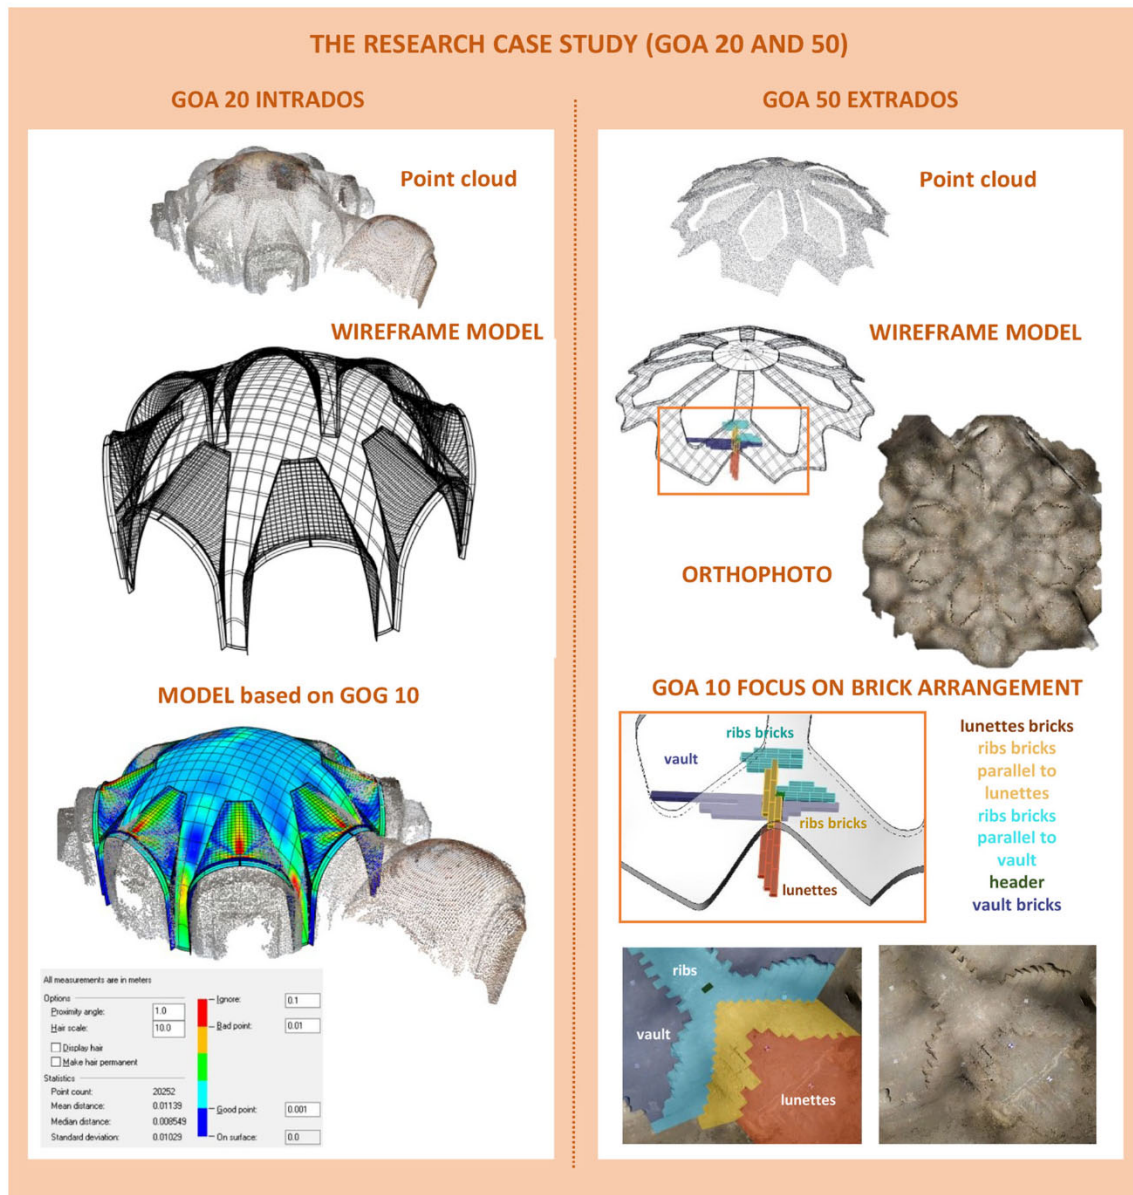 THE RESEARCH CASE STUDY (GOA 20 AND 50)
GOA 20 INTRADOS
Point cloud
WIREFRAME MODEL
MODEL based on GOG 10
All measurements are in meters
Options
Proximity angle: 1.0
Hair scale: 10.0
Display hair
Make hair permanent
Statistics
Point count: 20252
Mean distance: 0.01139
Median distance: 0.008549
Standard deviation: 0.01029
Ignore: 0.1
Bad point: 0.01
Good point: 0.001
On surface: 0.0
GOA 50 EXTRADOS
Point cloud
WIREFRAME MODEL
ORTHOPHOTO
GOA 10 FOCUS ON BRICK ARRANGEMENT
ribs bricks
vault
ribs bricks
lunettes
lunettes bricks
ribs bricks
parallel to
lunettes
ribs bricks
parallel to
vault
header
vault bricks
ribs
vault
lunettes